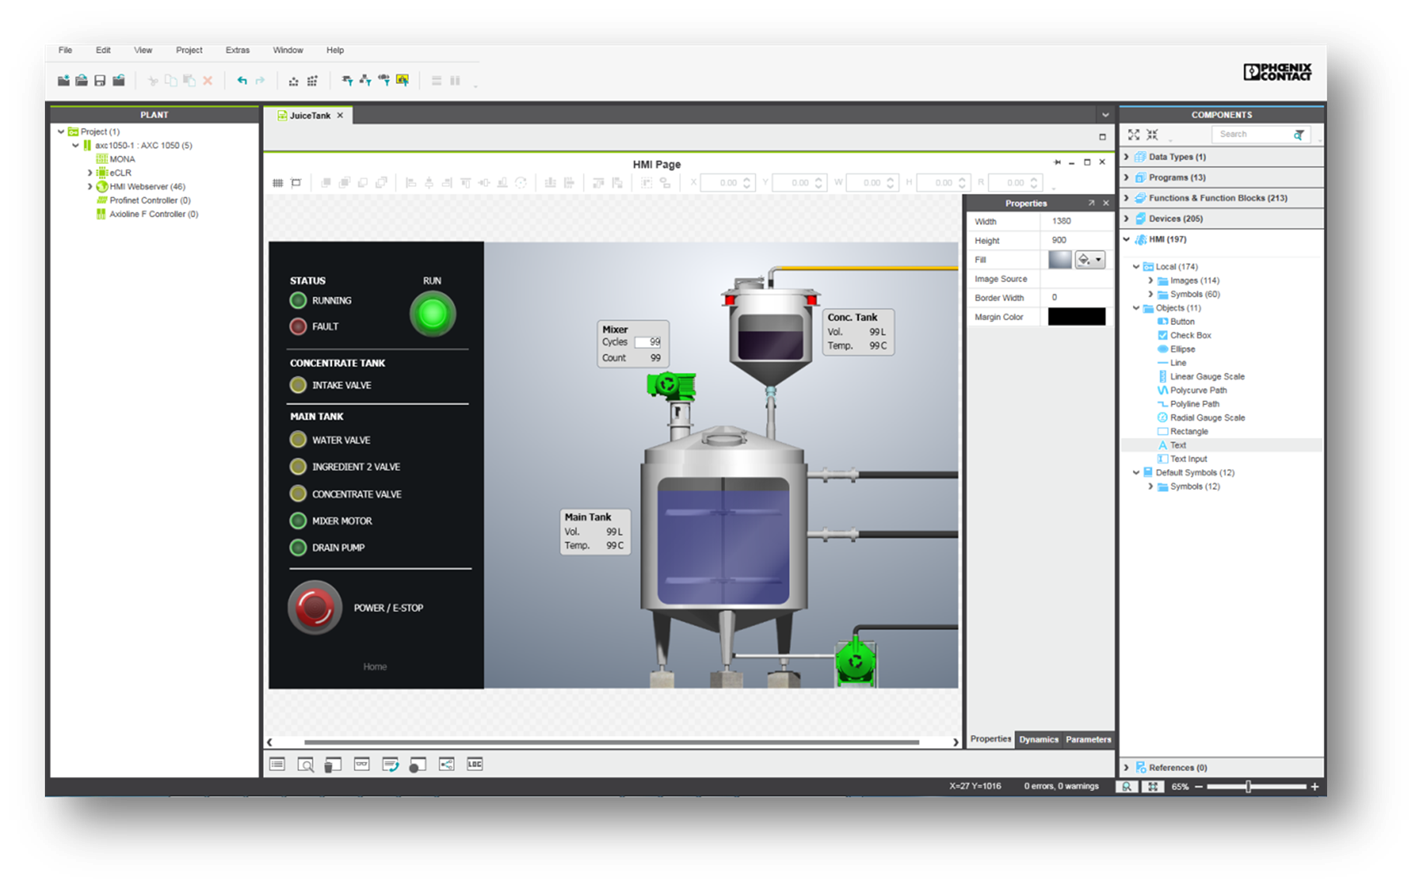 File Edit View Project Extras Window Help
PHŒNIX
CONTACT
PLANT
Project (1)
axc1050-1 : AXC 1050 (5)
MONA
eCLR
HMI Webserver (46)
Profinet Controller (0)
Axioline F Controller (0)
JuiceTank
HMI Page
X 0.00 Y 0.00 W 0.00 H 0.00 R 0.00
STATUS
RUN
RUNNING
FAULT
CONCENTRATE TANK
INTAKE VALVE
MAIN TANK
WATER VALVE
INGREDIENT 2 VALVE
CONCENTRATE VALVE
MIXER MOTOR
DRAIN PUMP
POWER / E-STOP
Home
Mixer
Cycles 99
Count 99
Conc. Tank
Vol. 99 L
Temp. 99 C
Main Tank
Vol. 99 L
Temp. 99 C
LOC
Properties
Width 1380
Height 900
Fill
Image Source
Border Width 0
Margin Color
Properties Dynamics Parameters
COMPONENTS
Search
Data Types (1)
Programs (13)
Functions & Function Blocks (213)
Devices (205)
HMI (197)
Local (174)
Images (114)
Symbols (60)
Objects (11)
Button
Check Box
Ellipse
Line
Linear Gauge Scale
Polycurve Path
Polyline Path
Radial Gauge Scale
Rectangle
Text
Text Input
Default Symbols (12)
Symbols (12)
References (0)
X=27 Y=1016 0 errors, 0 warnings 65%